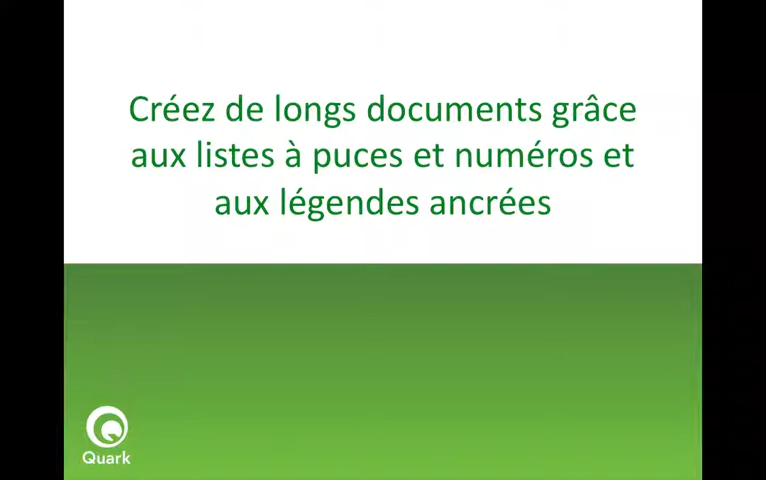 Créez de longs documents grâce
aux listes à puces et numéros et
aux légendes ancrées
Quark